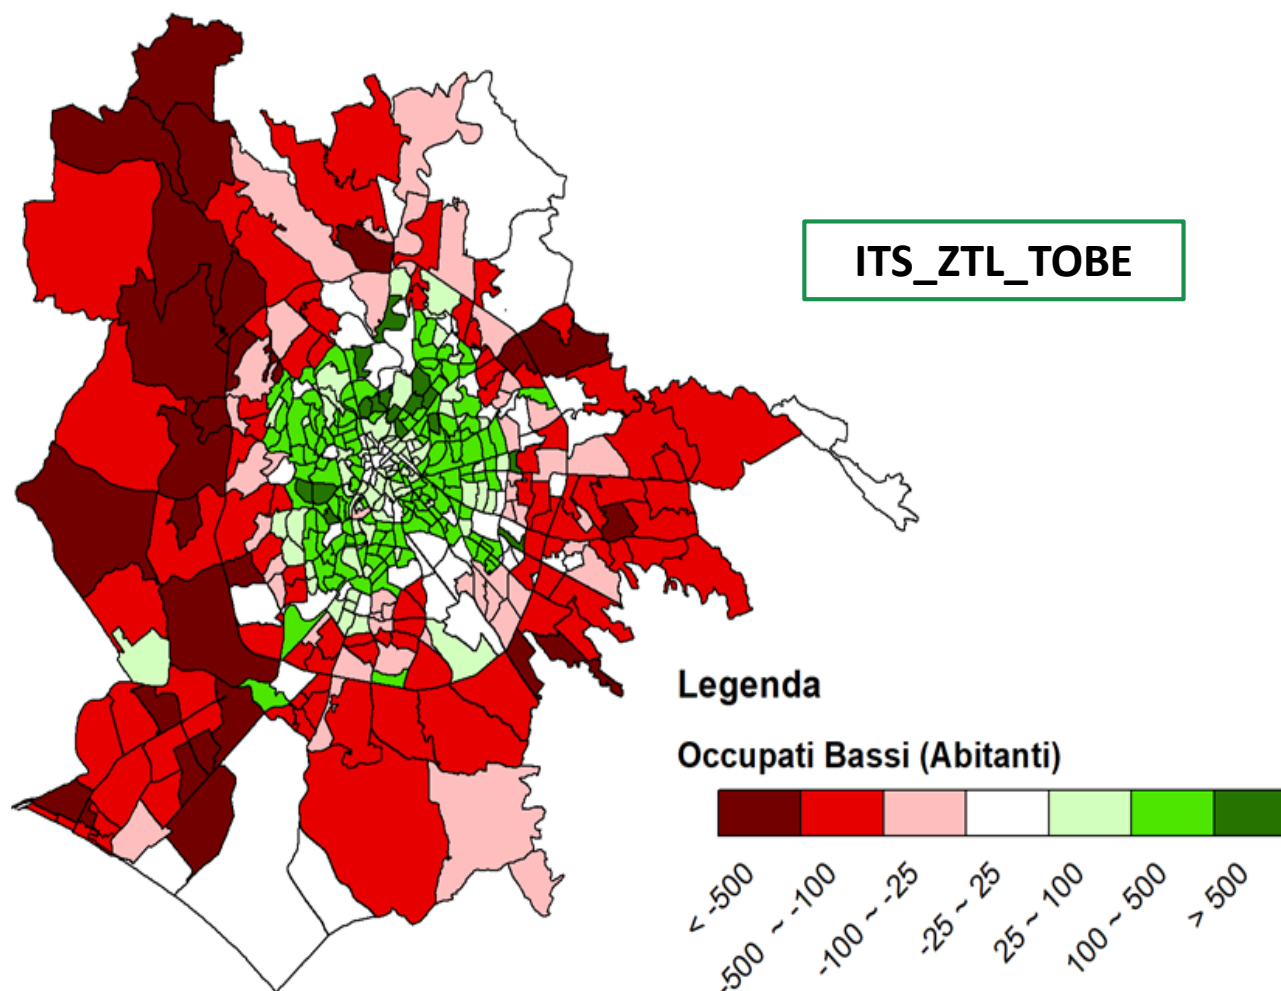 ITS_ZTL_TOBE
Legenda
Occupati Bassi (Abitanti)
< -500
-500 ~ -100
-100 ~ -25
-25 ~ 25
25 ~ 100
100 ~ 500
> 500